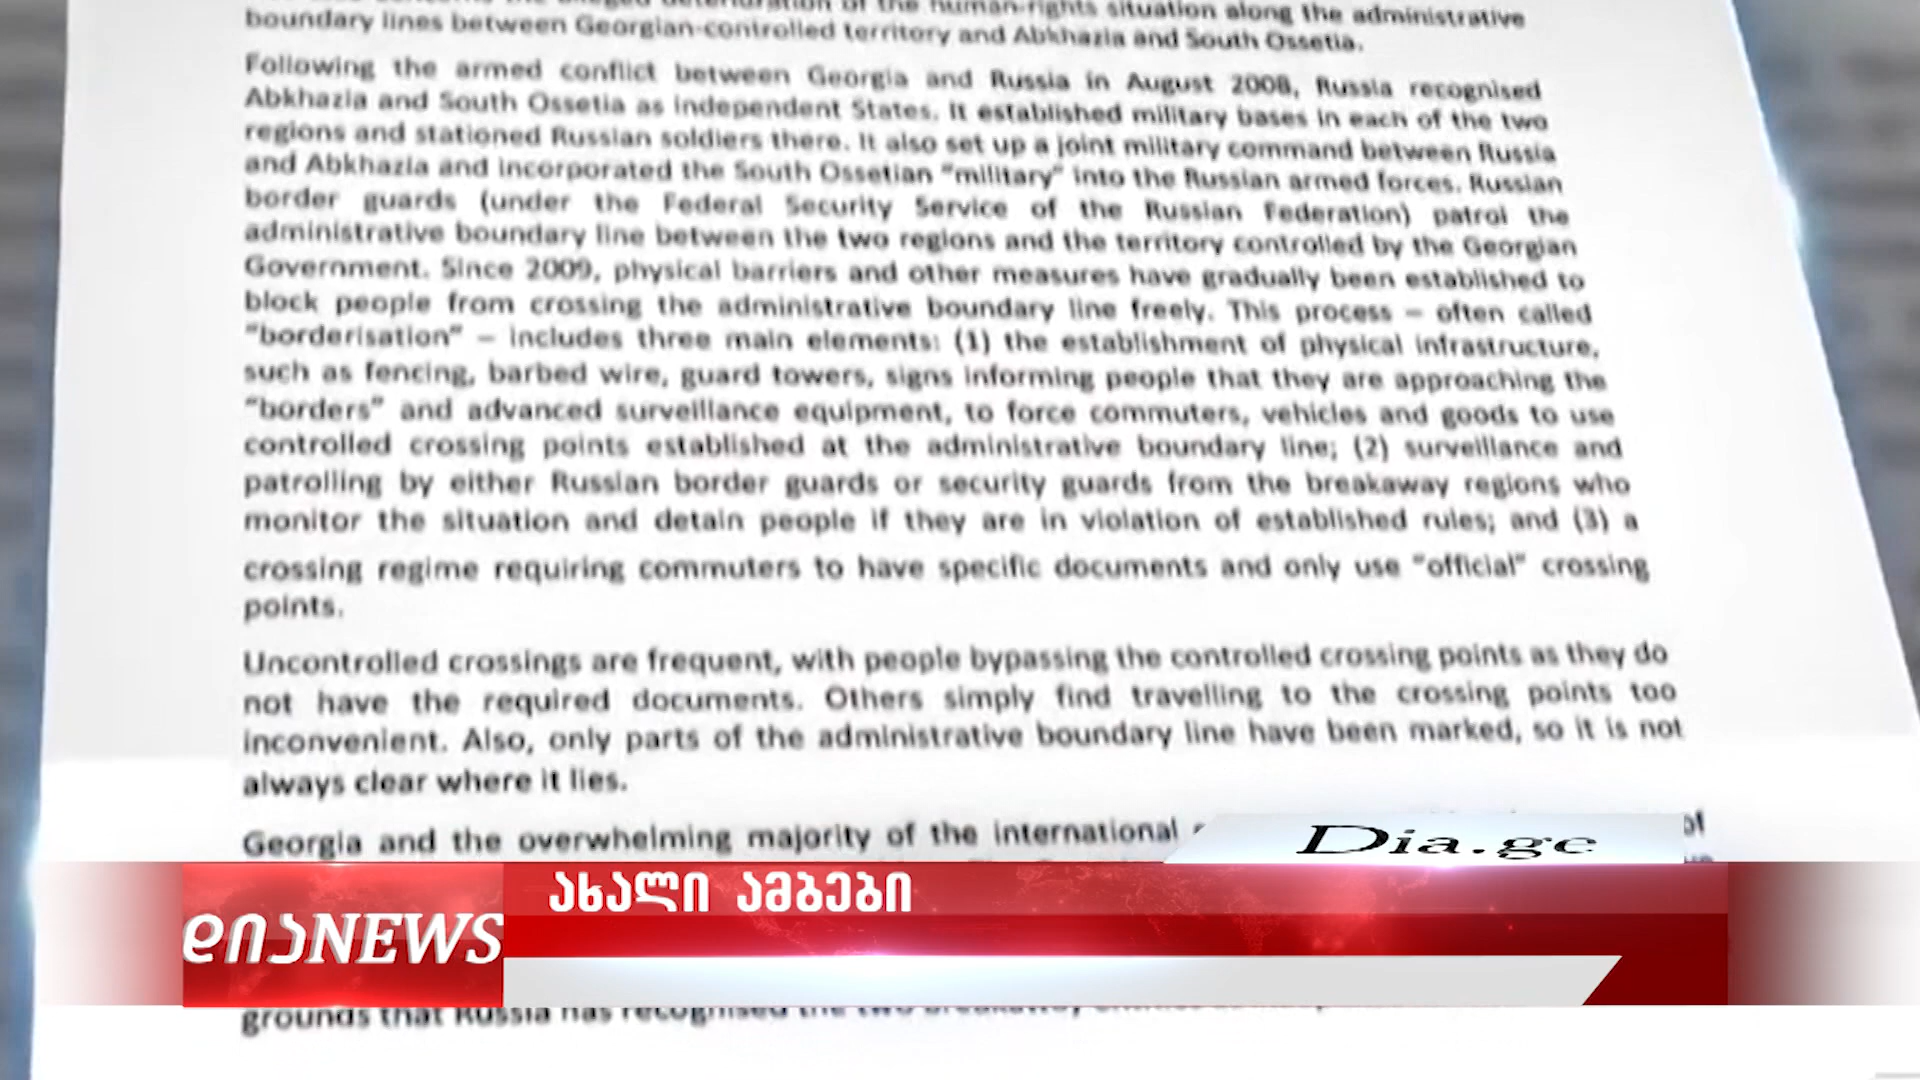 situation along the administrative
boundary lines between Georgian-controlled territory and Abkhazia and South Ossetia.
Following the armed conflict between Georgia and Russia in August 2008, Russia recognised
Abkhazia and South Ossetia as independent States. It established military bases in each of the two
regions and stationed Russian soldiers there. It also set up a joint military command between Russia
and Abkhazia and incorporated the South Ossetian “military” into the Russian armed forces. Russian
border guards (under the Federal Security Service of the Russian Federation) patrol the
administrative boundary line between the two regions and the territory controlled by the Georgian
Government. Since 2009, physical barriers and other measures have gradually been established to
block people from crossing the administrative boundary line freely. This process – often called
“borderisation” – includes three main elements: (1) the establishment of physical infrastructure,
such as fencing, barbed wire, guard towers, signs informing people that they are approaching the
“borders” and advanced surveillance equipment, to force commuters, vehicles and goods to use
controlled crossing points established at the administrative boundary line; (2) surveillance and
patrolling by either Russian border guards or security guards from the breakaway regions who
monitor the situation and detain people if they are in violation of established rules; and (3) a
crossing regime requiring commuters to have specific documents and only use “official” crossing
points.
Uncontrolled crossings are frequent, with people bypassing the controlled crossing points as they do
not have the required documents. Others simply find travelling to the crossing points too
inconvenient. Also, only parts of the administrative boundary line have been marked, so it is not
always clear where it lies.
Georgia and the overwhelming majority of the international of
Dia.ge
ახალი ამბები
დიაNEWS
grounds that Russia has recognised the two